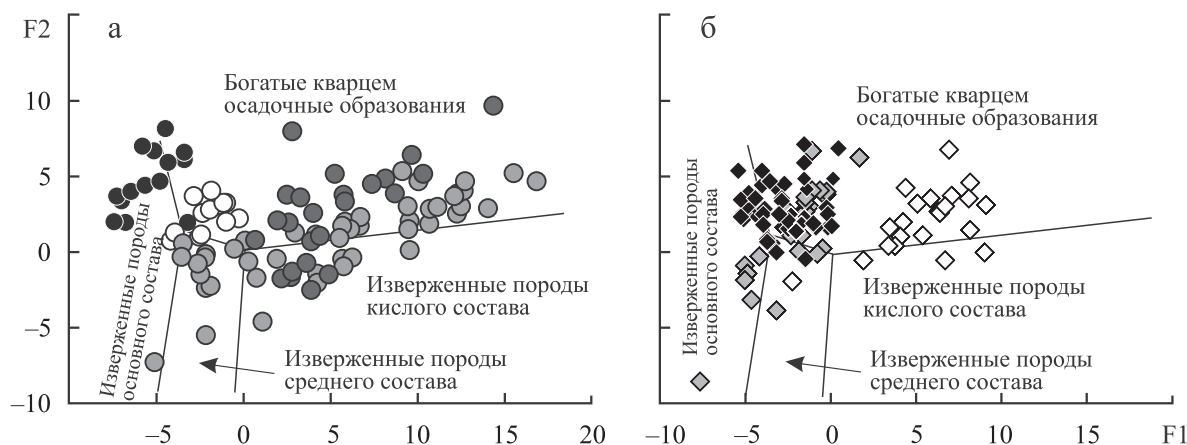 F2
а
Богатые кварцем
осадочные образования
Изверженные породы
основного состава
Изверженные породы
кислого состава
Изверженные породы
среднего состава
10
5
0
–5
–10
–5
0
5
10
15
20
б
Богатые кварцем
осадочные образования
Изверженные породы
основного состава
Изверженные породы
кислого состава
Изверженные породы
среднего состава
–10
–5
0
5
10
15
F1